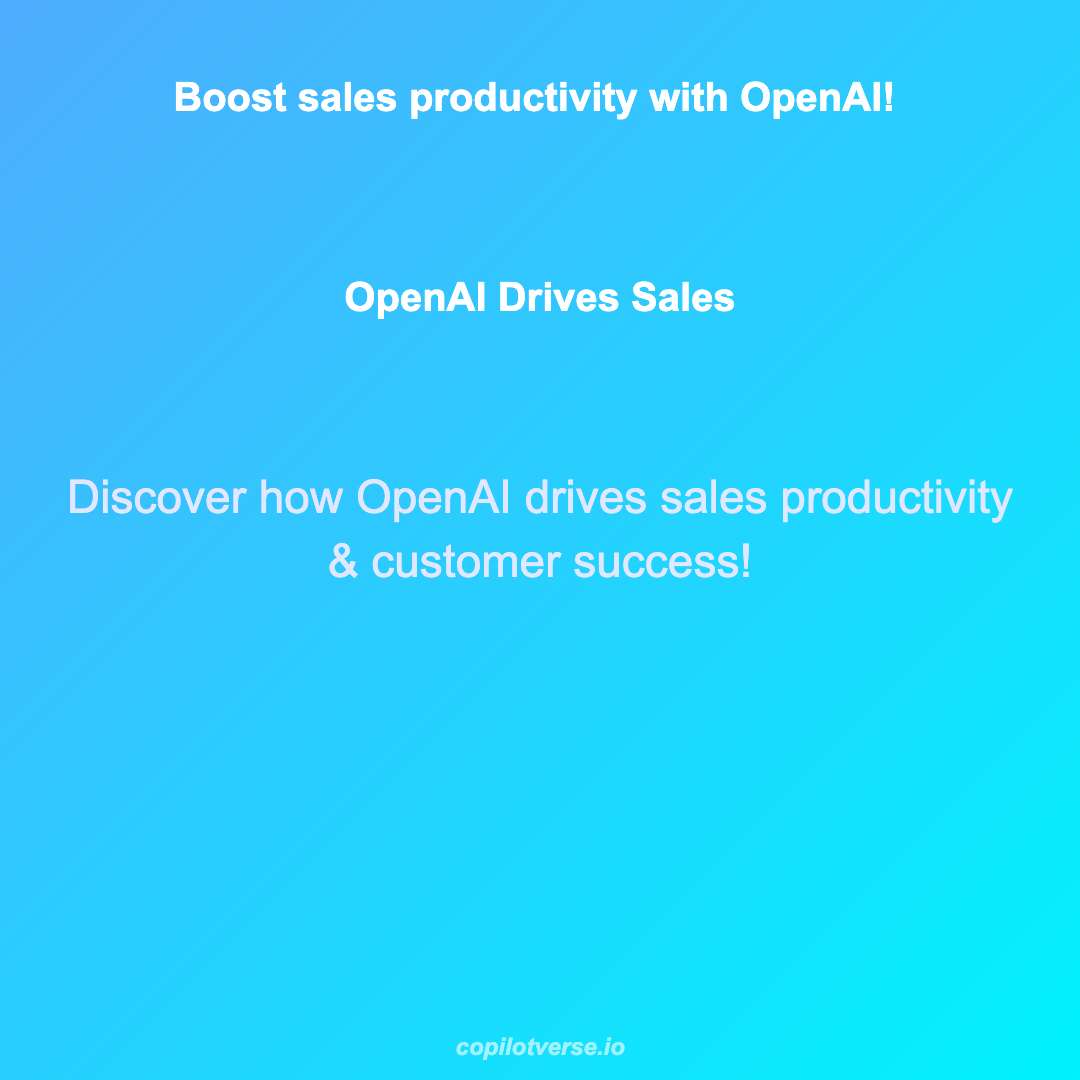 Boost sales productivity with OpenAI!
OpenAI Drives Sales
Discover how OpenAI drives sales productivity
& customer success!
copilotverse.io